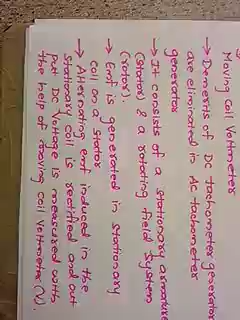 Moving Coil Voltmeter
→ Demerits of DC tachometer generator
are eliminated in AC tachometer
generator
→ It consists of a stationary armature
(stator) & a rotating field system
(rotor).
→ Emf is generated in stationary
coil on a stator
→ Alternating emf induced in the
stationary coil is rectified and out
put DC voltage is measured with
the help of moving coil voltmeter (V).